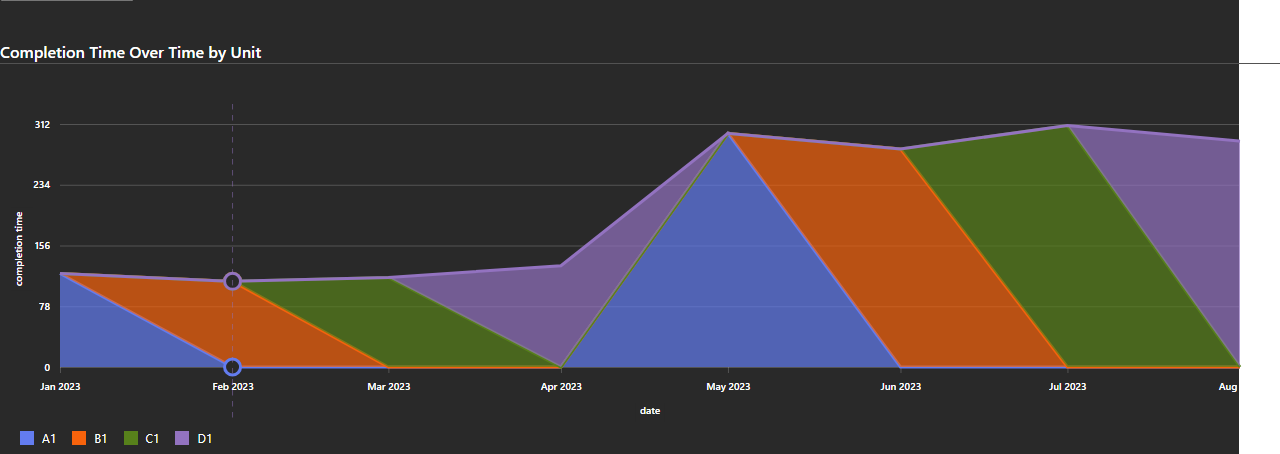 Completion Time Over Time by Unit
312
234
156
78
0
completion time
Jan 2023 Feb 2023 Mar 2023 Apr 2023 May 2023 Jun 2023 Jul 2023 Aug
date
A1 B1 C1 D1